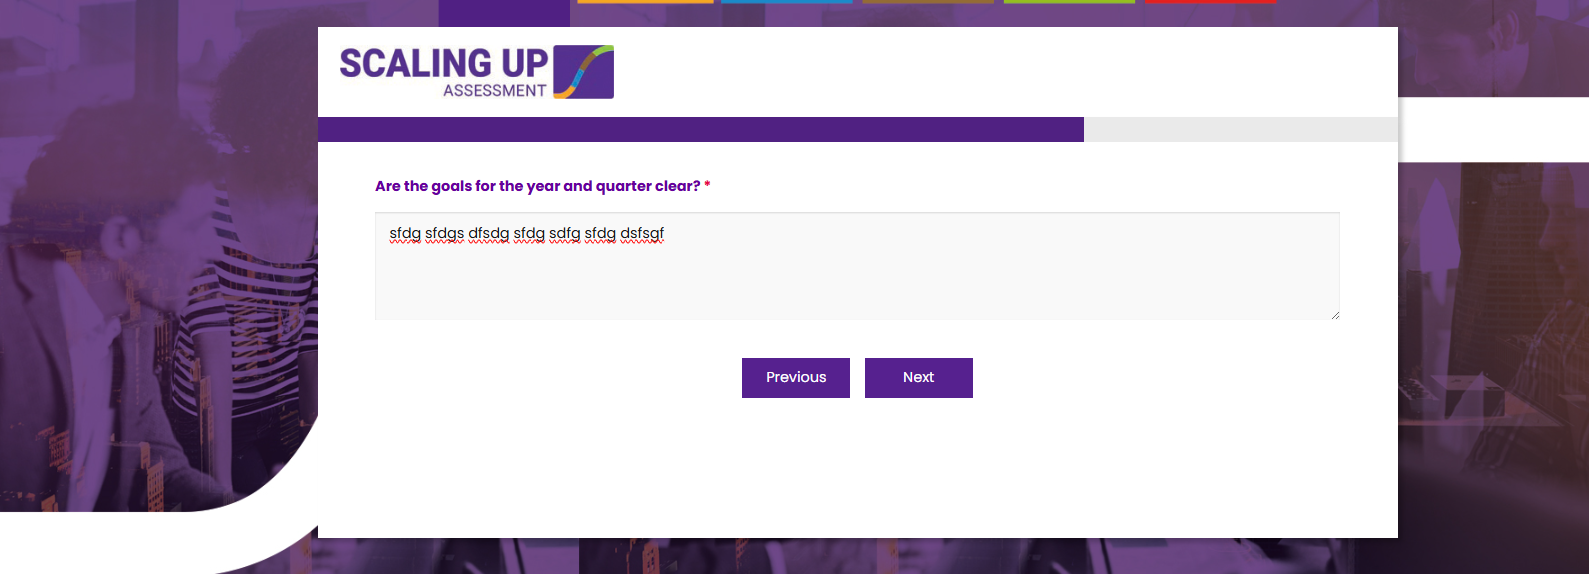 SCALING UP
ASSESSMENT
Are the goals for the year and quarter clear? *
sfdg sfdgs dfsdg sfdg sdfg sfdg dsfsgf
Previous Next